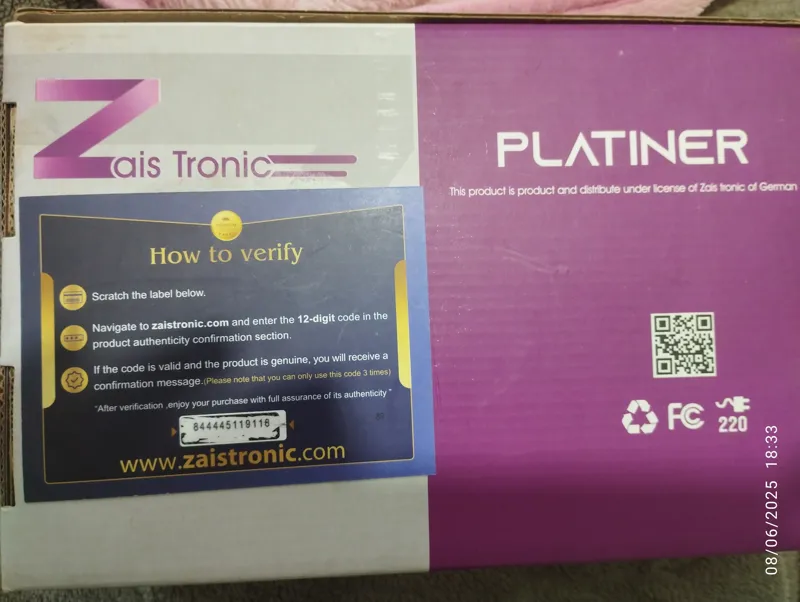 Zais Tronic
PLATINER
This product is product and distribute under license of Zais tronic of German
How to verify
Scratch the label below.
Navigate to zaistronic.com and enter the 12-digit code in the
product authenticity confirmation section.
If the code is valid and the product is genuine, you will receive a
confirmation message.(Please note that you can only use this code 3 times)
"After verification ,enjoy your purchase with full assurance of its authenticity"
844445119116
www.zaistronic.com
FC
220
08/06/2025 18:33